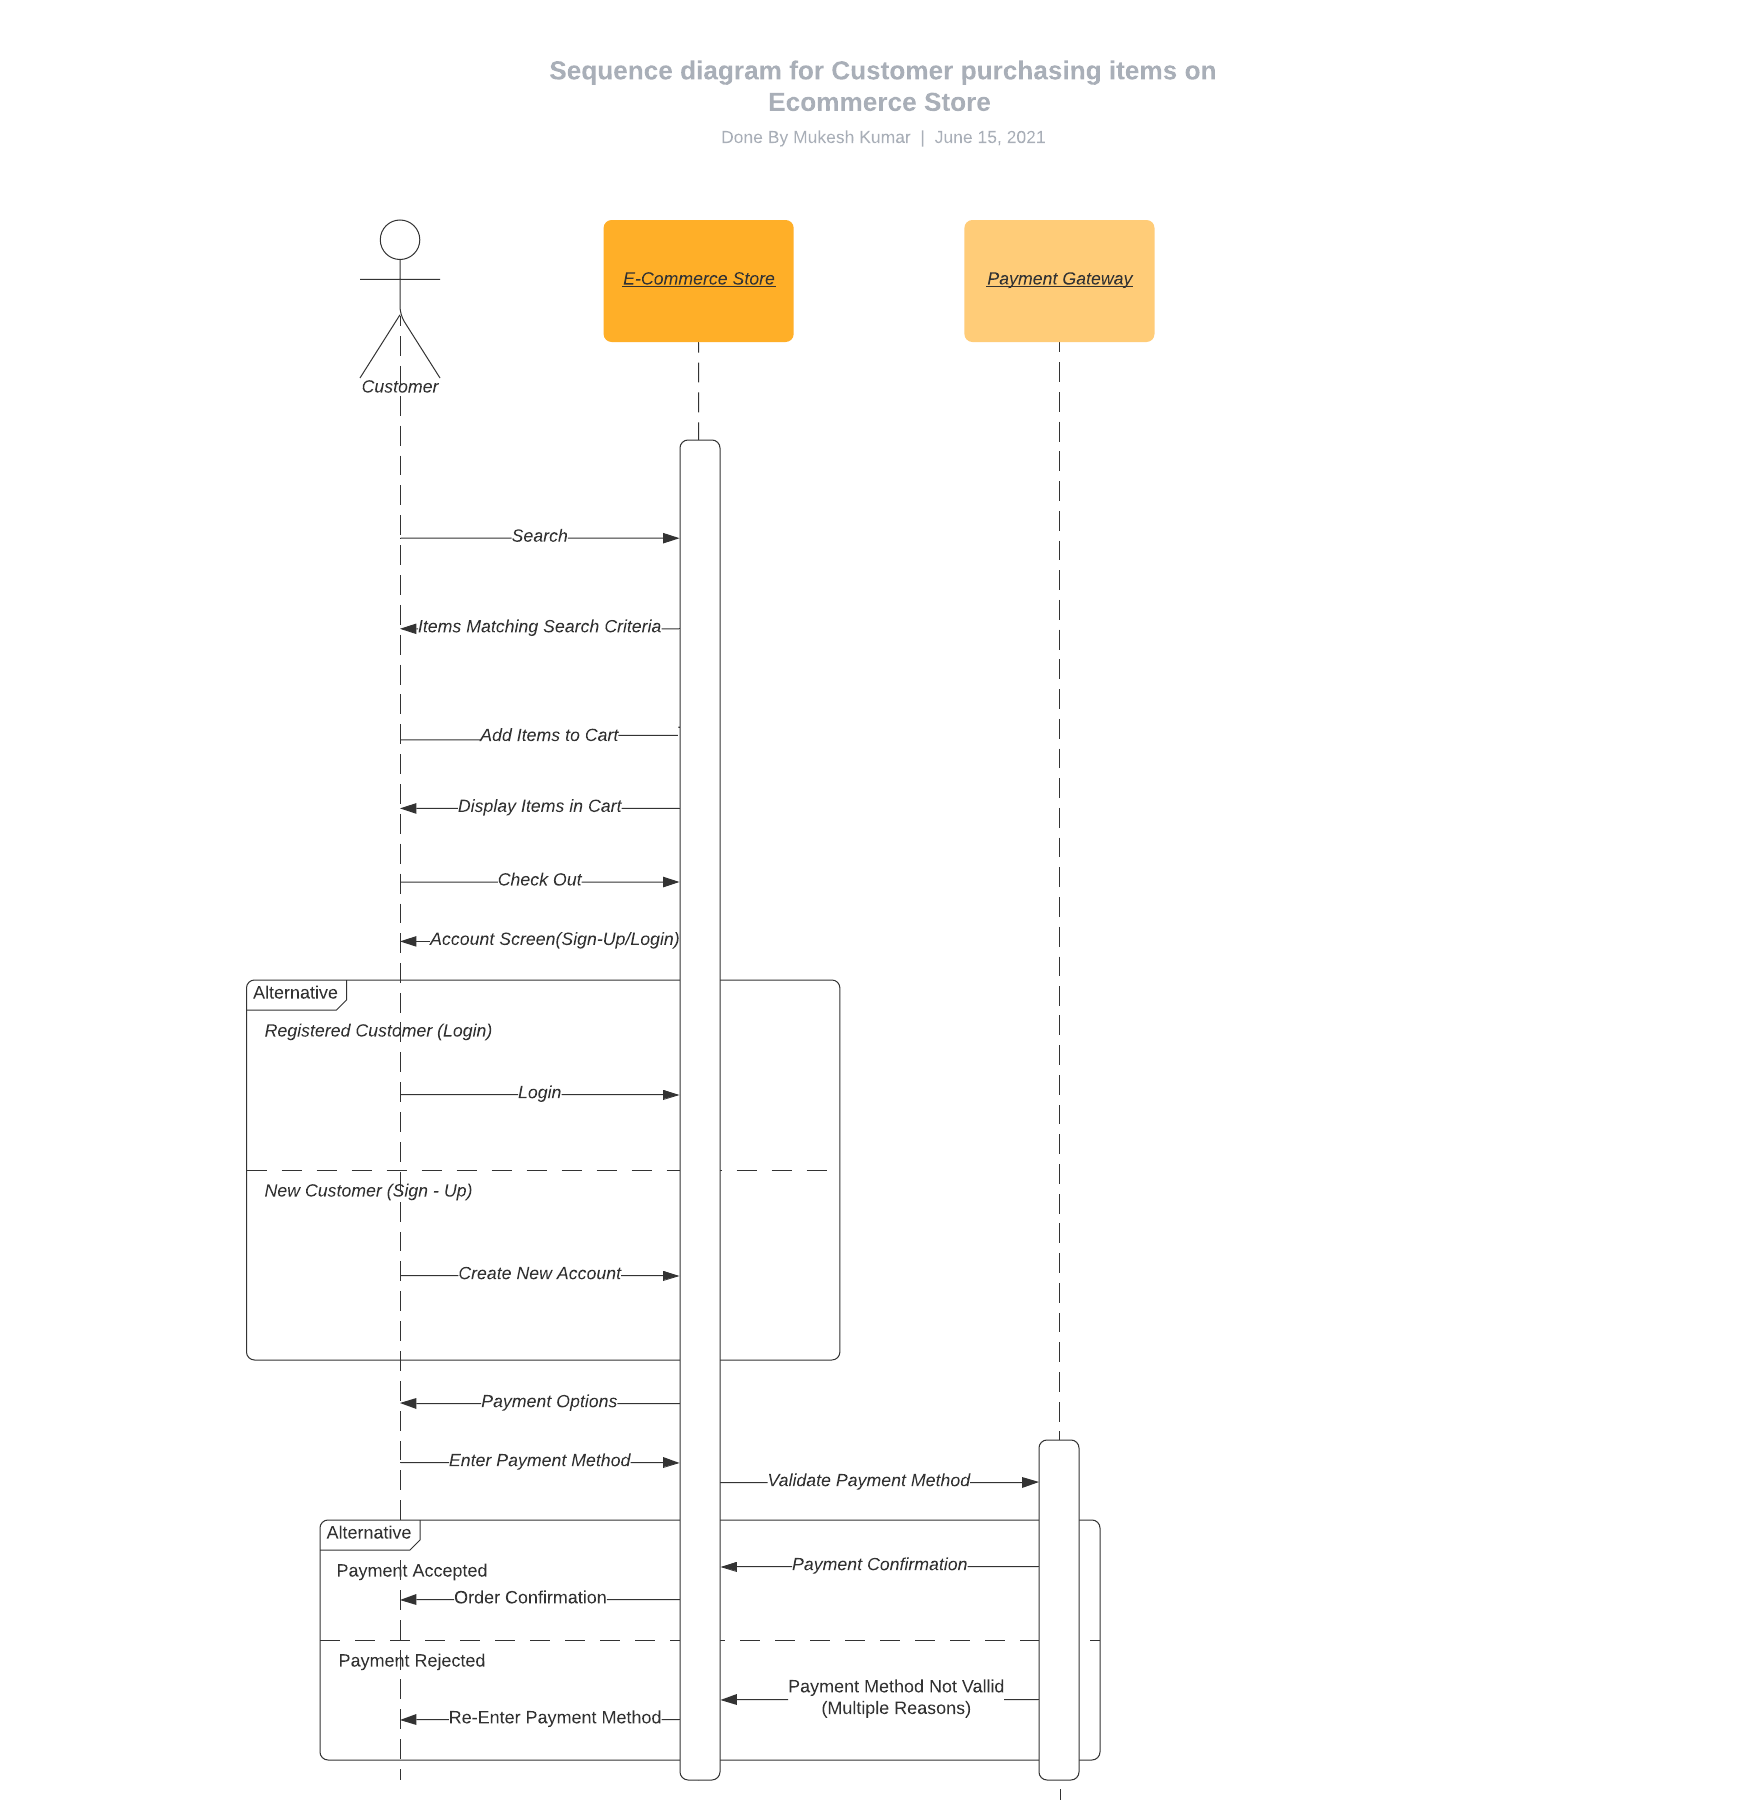 Sequence diagram for Customer purchasing items on
Ecommerce Store
Done By Mukesh Kumar | June 15, 2021
E-Commerce Store
Payment Gateway
Customer
Search
Items Matching Search Criteria
Add Items to Cart
Display Items in Cart
Check Out
Account Screen(Sign-Up/Login)
Alternative
Registered Customer (Login)
Login
New Customer (Sign - Up)
Create New Account
Payment Options
Enter Payment Method
Validate Payment Method
Alternative
Payment Confirmation
Payment Accepted
Order Confirmation
Payment Rejected
Payment Method Not Vallid
(Multiple Reasons)
Re-Enter Payment Method